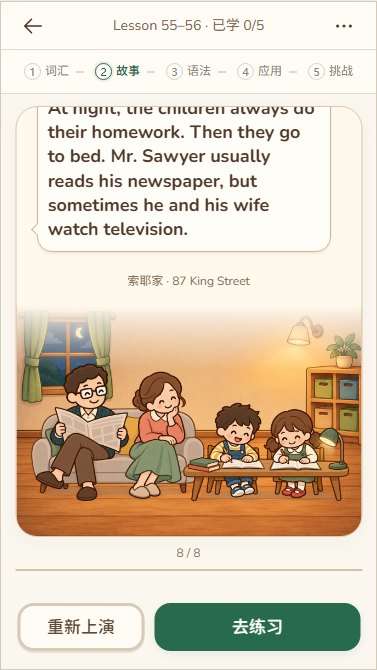 Lesson 55–56 · 已学 0/5
1 词汇 – 2 故事 – 3 语法 – 4 应用 – 5 挑战
At night, the children always do
their homework. Then they go
to bed. Mr. Sawyer usually
reads his newspaper, but
sometimes he and his wife
watch television.
索耶家 · 87 King Street
8 / 8
重新上演
去练习